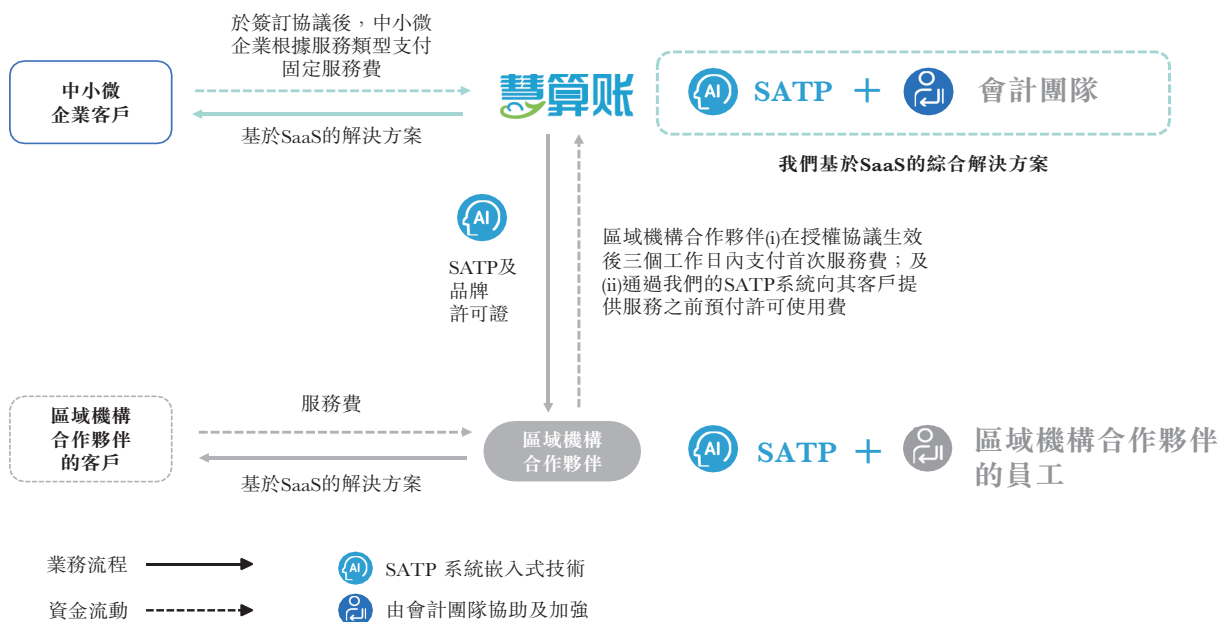 於簽訂協議後，中小微
企業根據服務類型支付
固定服務費
中小微
企業客戶
基於SaaS的解決方案
慧算账
AI SATP + 會計團隊
我們基於SaaS的綜合解決方案
AI
SATP及
品牌
許可證
區域機構合作夥伴(i)在授權協議生效
後三個工作日內支付首次服務費；及
(ii)通過我們的SATP系統向其客戶提
供服務之前預付許可使用費
區域機構
合作夥伴
的客戶
服務費
基於SaaS的解決方案
區域機構
合作夥伴
AI SATP + 區域機構合作夥伴
的員工
業務流程
AI SATP 系統嵌入式技術
資金流動
由會計團隊協助及加強